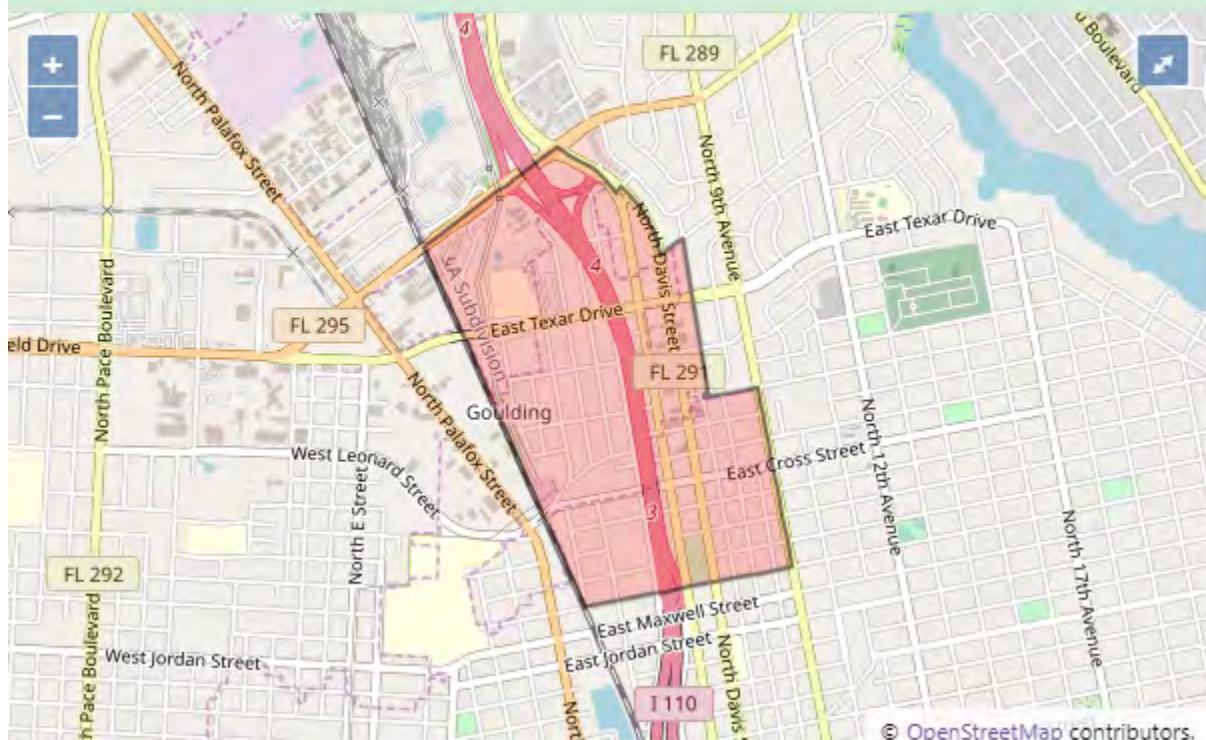 4
FL 289
u Boulevard
North Palafox Street
North 9th Avenue
North Davis Street
East Texar Drive
4
4A Subdivision
East Texar Drive
FL 295
eld Drive
North Pace Boulevard
FL 291
North Palafox Street
Goulding
West Leonard Street
North E Street
East Cross Street
North 12th Avenue
3
North 17th Avenue
FL 292
East Maxwell Street
East Jordan Street
West Jordan Street
h Pace Boulevard
North Davis S
I 110
Nort
© OpenStreetMap contributors.